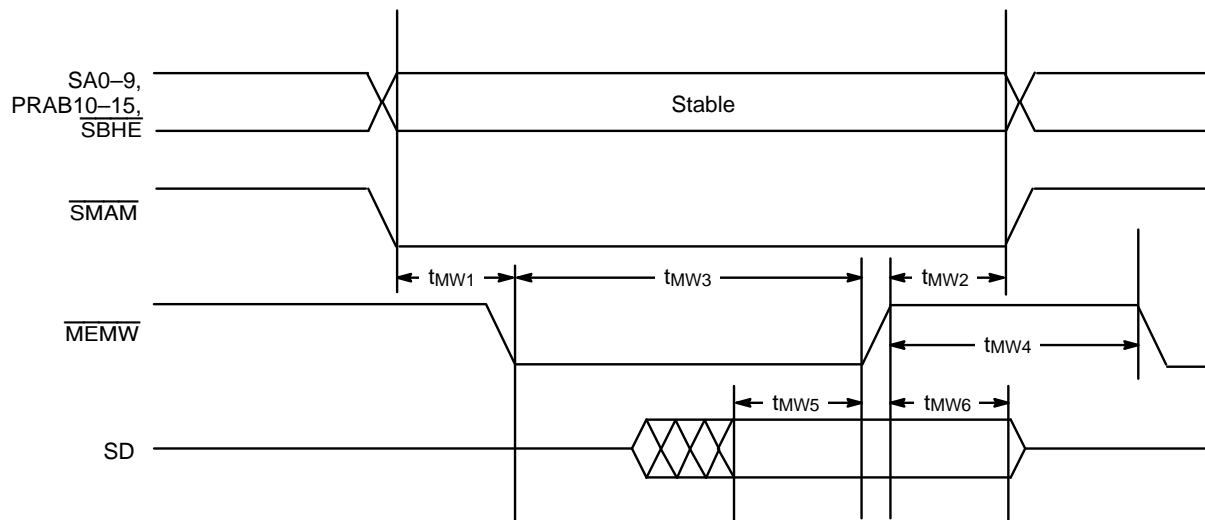 SA0–9,
PRAB10–15,
SBHE
Stable
SMAM
tMW1
tMW3
tMW2
MEMW
tMW4
tMW5
tMW6
SD